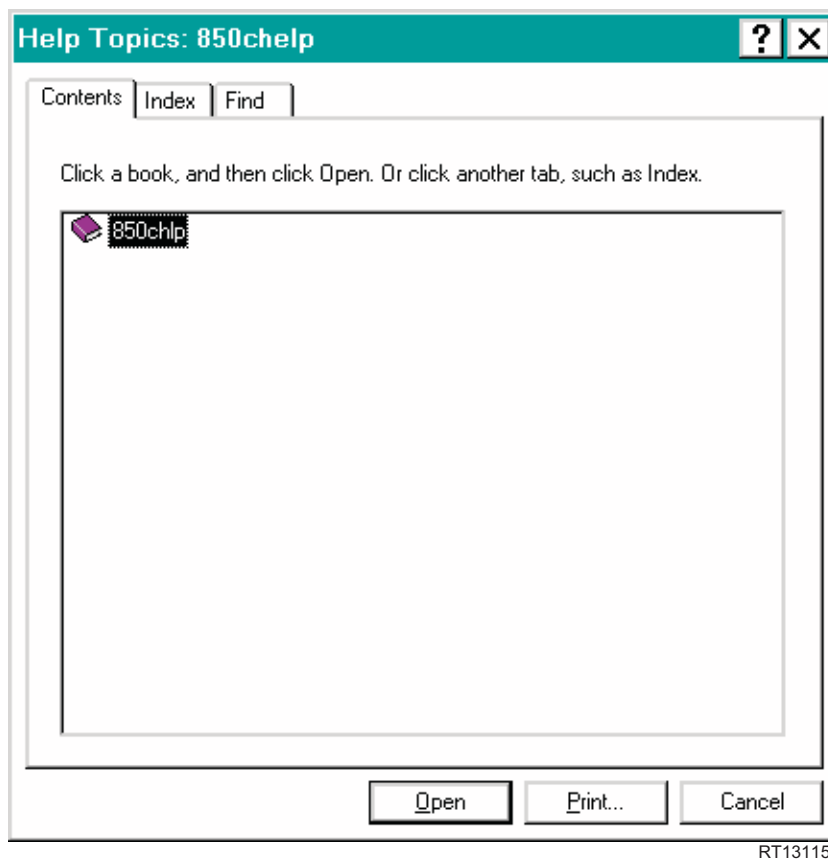 Help Topics: 850chelp ? X
Contents Index Find
Click a book, and then click Open. Or click another tab, such as Index.
850chlp
Open Print... Cancel
RT13115